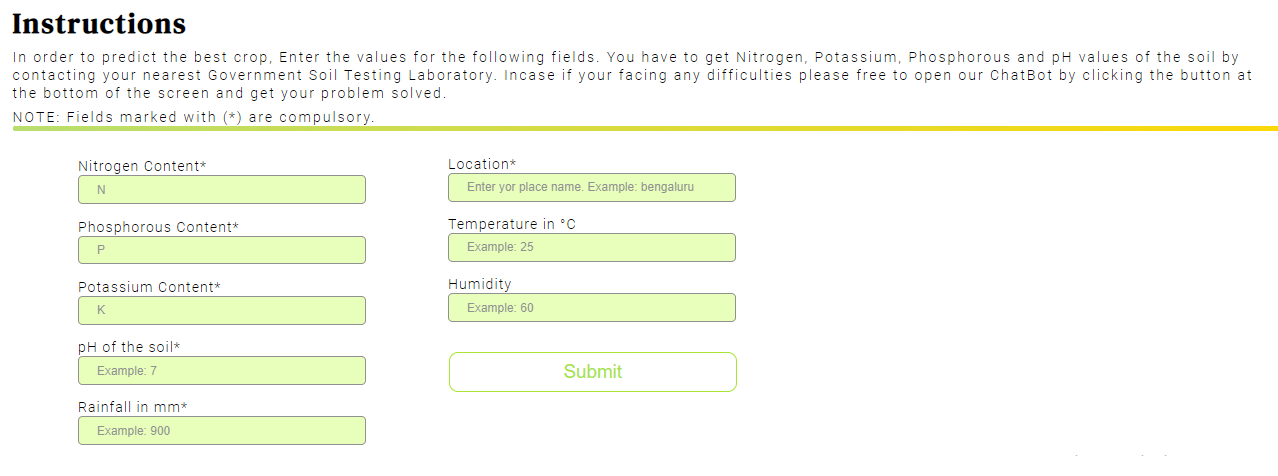 Instructions
In order to predict the best crop, Enter the values for the following fields. You have to get Nitrogen, Potassium, Phosphorous and pH values of the soil by
contacting your nearest Government Soil Testing Laboratory. Incase if your facing any difficulties please free to open our ChatBot by clicking the button at
the bottom of the screen and get your problem solved.
NOTE: Fields marked with (*) are compulsory.
Nitrogen Content*
N
Phosphorous Content*
P
Potassium Content*
K
pH of the soil*
Example: 7
Rainfall in mm*
Example: 900
Location*
Enter yor place name. Example: bengaluru
Temperature in °C
Example: 25
Humidity
Example: 60
Submit